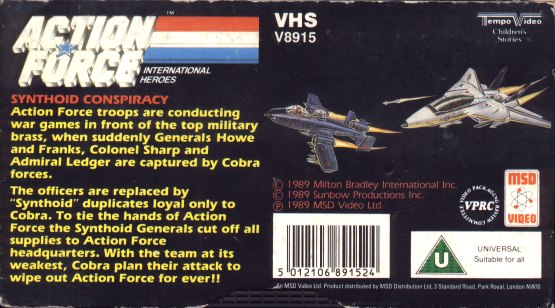 ACTION
FORCE
TM
INTERNATIONAL
HEROES
VHS
V8915
Tempo Video
Children's
Stories
SYNTHOID CONSPIRACY
Action Force troops are conducting
war games in front of the top military
brass, when suddenly Generals Howe
and Franks, Colonel Sharp and
Admiral Ledger are captured by Cobra
forces.
The officers are replaced by
"Synthoid" duplicates loyal only to
Cobra. To tie the hands of Action
Force the Synthoid Generals cut off all
supplies to Action Force
headquarters. With the team at its
weakest, Cobra plan their attack to
wipe out Action Force for ever!!
© 1989 Milton Bradley International Inc.
© 1989 Sunbow Productions Inc.
℗ 1989 MSD Video Ltd.
5 012106 891524
VIDEO PACKAGING REVIEW COMMITTEE
VPRC
MSD
VIDEO
U
UNIVERSAL
Suitable for all
An MSD Video Ltd. Product distributed by MSD Distribution Ltd, 3 Standard Road, Park Royal, London NW10